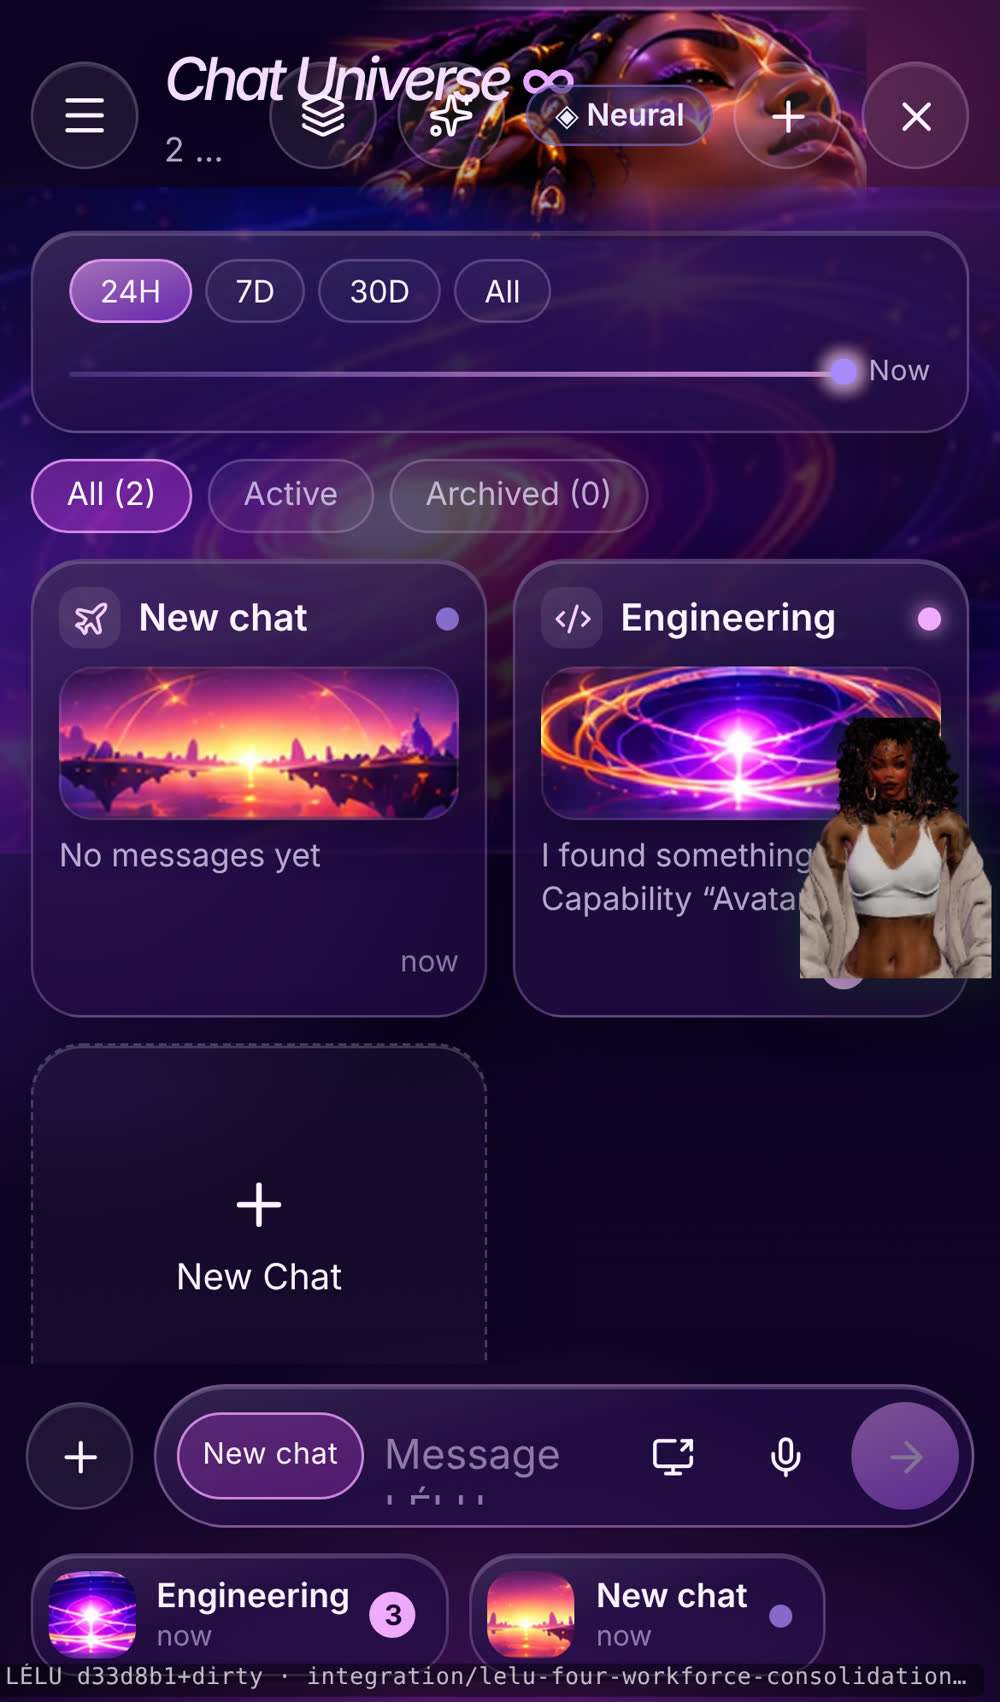 Chat Universe ∞
2 ...
◈ Neural
24H 7D 30D All
Now
All (2) Active Archived (0)
New chat
No messages yet
now
Engineering
I found something
Capability “Avata
New Chat
New chat Message
Engineering
now
3
New chat
now
LÉLU d33d8b1+dirty · integration/lelu-four-workforce-consolidation…